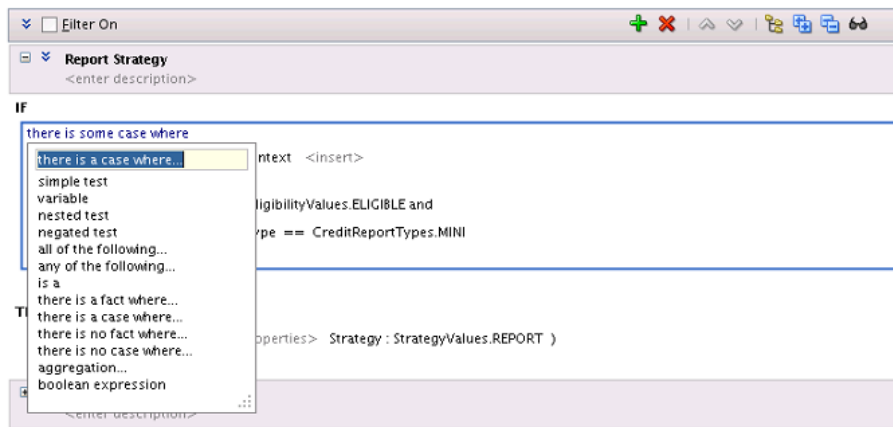 Filter On
Report Strategy
<enter description>
IF
there is some case where
there is a case where...
ntext <insert>
simple test
variable
ligibilityValues.ELIGIBLE and
nested test
negated test
ype == CreditReportTypes.MINI
all of the following...
any of the following...
is a
there is a fact where...
there is a case where...
there is no fact where...
operties> Strategy : StrategyValues.REPORT )
there is no case where...
aggregation...
boolean expression
<enter description>